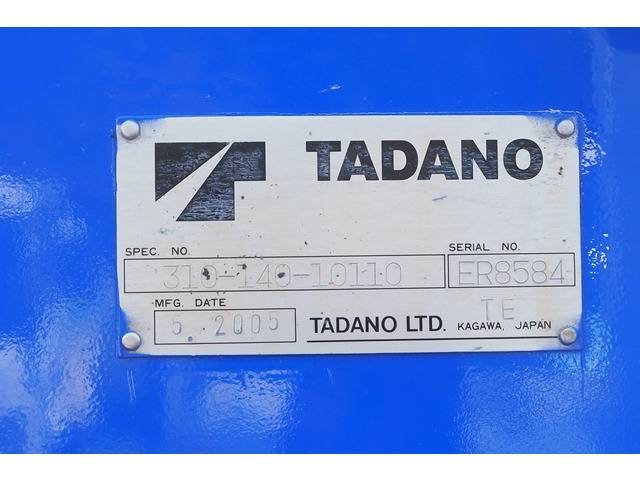 TADANO
SPEC. NO. SERIAL NO.
310-140-10110 ER8584
MFG. DATE TE
5. 2005 TADANO LTD. KAGAWA, JAPAN